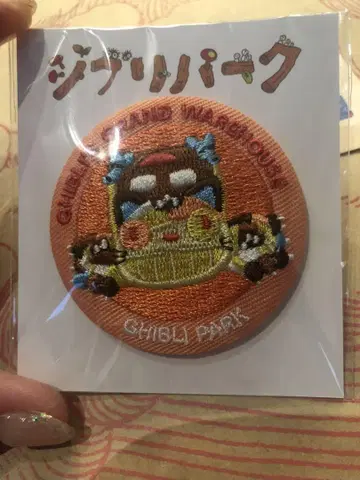 ジブリパーク
GHIBLI'S GRAND WAREHOUSE
GHIBLI PARK